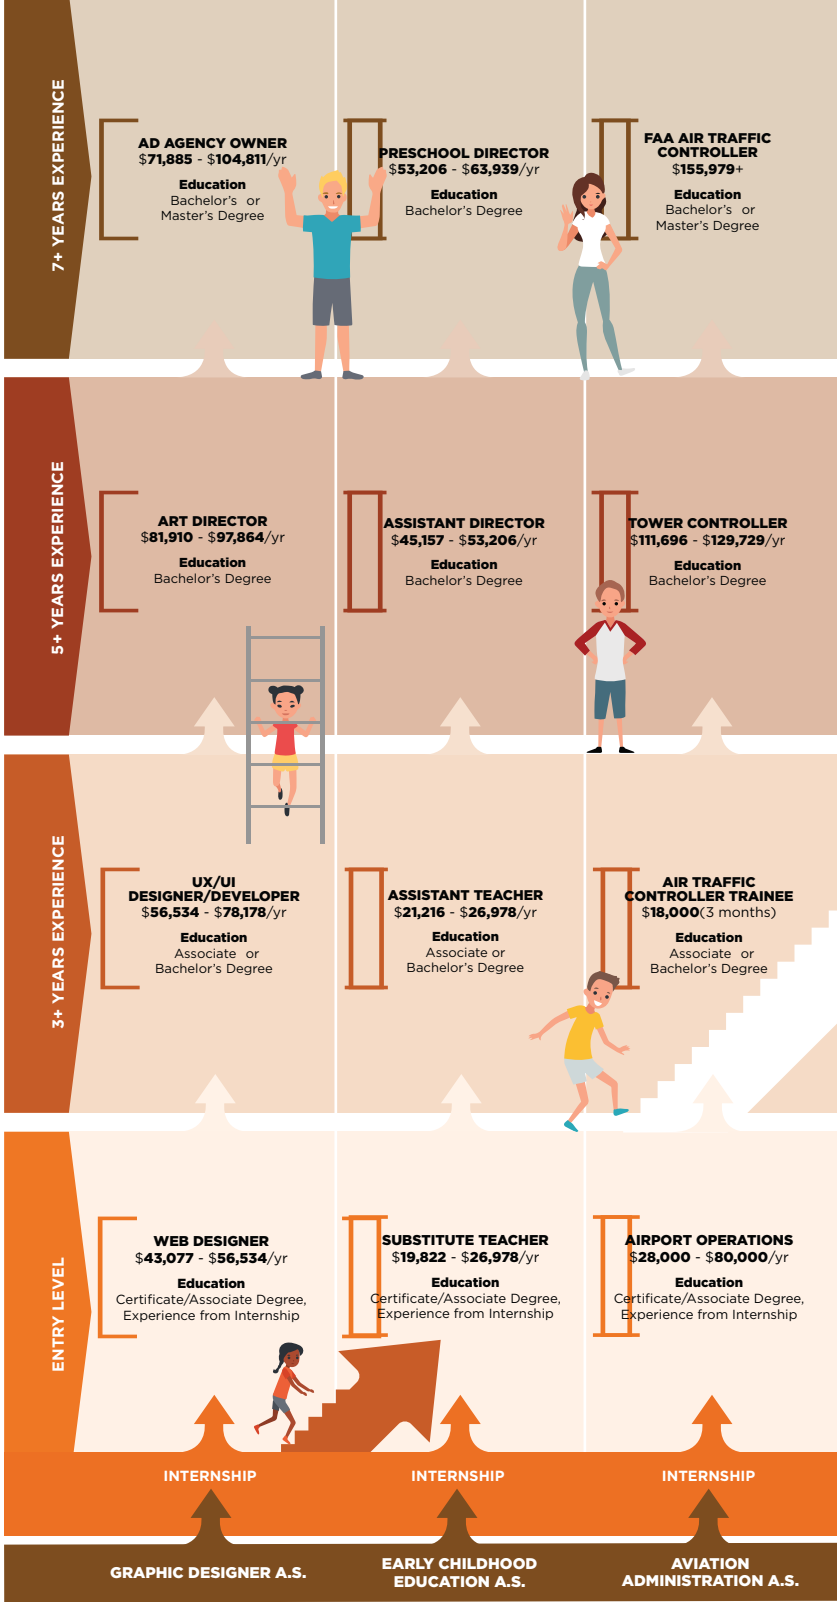 7+ YEARS EXPERIENCE
AD AGENCY OWNER
$71,885 - $104,811/yr
Education
Bachelor's or
Master's Degree
PRESCHOOL DIRECTOR
$53,206 - $63,939/yr
Education
Bachelor's Degree
FAA AIR TRAFFIC
CONTROLLER
$155,979+
Education
Bachelor's or
Master's Degree
5+ YEARS EXPERIENCE
ART DIRECTOR
$81,910 - $97,864/yr
Education
Bachelor's Degree
ASSISTANT DIRECTOR
$45,157 - $53,206/yr
Education
Bachelor's Degree
TOWER CONTROLLER
$111,696 - $129,729/yr
Education
Bachelor's Degree
3+ YEARS EXPERIENCE
UX/UI
DESIGNER/DEVELOPER
$56,534 - $78,178/yr
Education
Associate or
Bachelor's Degree
ASSISTANT TEACHER
$21,216 - $26,978/yr
Education
Associate or
Bachelor's Degree
AIR TRAFFIC
CONTROLLER TRAINEE
$18,000(3 months)
Education
Associate or
Bachelor's Degree
ENTRY LEVEL
WEB DESIGNER
$43,077 - $56,534/yr
Education
Certificate/Associate Degree,
Experience from Internship
SUBSTITUTE TEACHER
$19,822 - $26,978/yr
Education
Certificate/Associate Degree,
Experience from Internship
AIRPORT OPERATIONS
$28,000 - $80,000/yr
Education
Certificate/Associate Degree,
Experience from Internship
INTERNSHIP
INTERNSHIP
INTERNSHIP
GRAPHIC DESIGNER A.S.
EARLY CHILDHOOD
EDUCATION A.S.
AVIATION
ADMINISTRATION A.S.